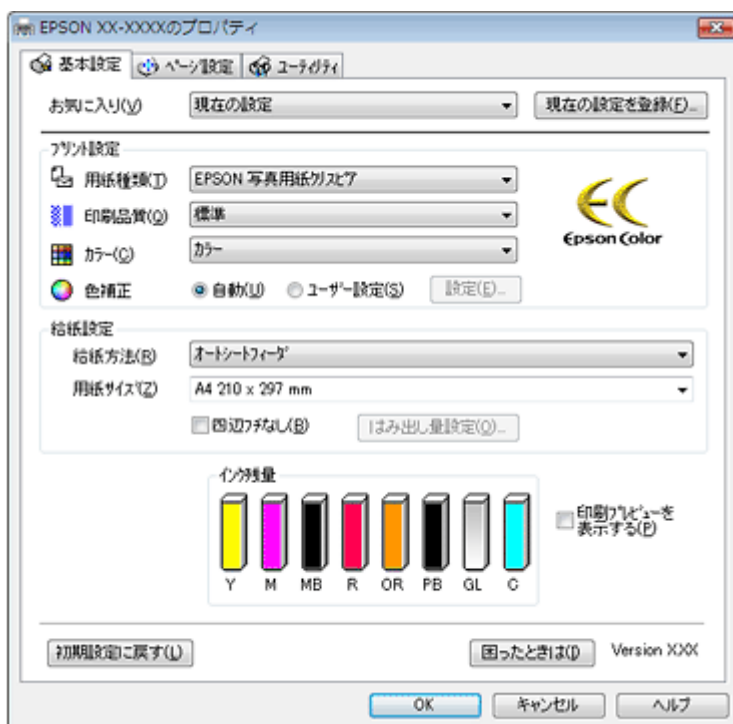 EPSON XX-XXXXのプロパティ
基本設定 ページ設定 ユーティリティ
お気に入り(V) 現在の設定 現在の設定を登録(F)...
プリント設定
用紙種類(T) EPSON 写真用紙クリスピア
印刷品質(Q) 標準
カラー(C) カラー
EC
Epson Color
色補正 自動(U) ユーザー設定(S) 設定(E)...
給紙設定
給紙方法(R) オートシートフィーダ
用紙サイズ(Z) A4 210 x 297 mm
四辺フチなし(B) はみ出し量設定(O)...
インク残量
Y M MB R OR PB GL C
印刷プレビューを
表示する(P)
初期設定に戻す(L) 困ったときは(I) Version X.XX
OK キャンセル ヘルプ